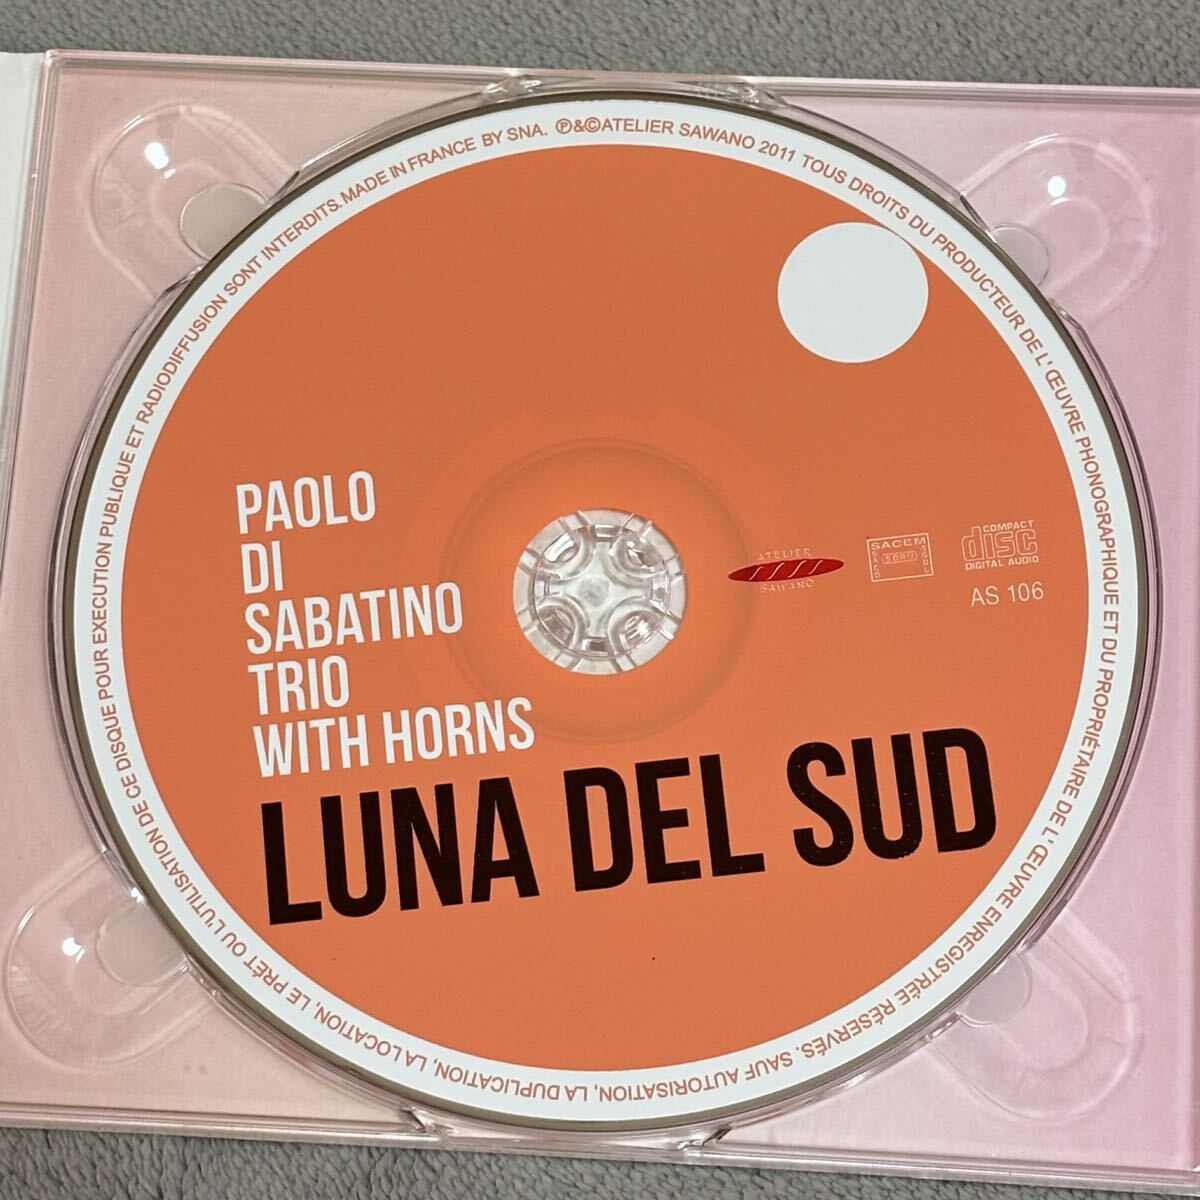 PAOLO
DI
SABATINO
TRIO
WITH HORNS
LUNA DEL SUD
ATELIER
SAWANO
SACEM
COMPACT
disc
DIGITAL AUDIO
AS 106
MADE IN FRANCE BY SNA. ℗&©ATELIER SAWANO 2011 TOUS DROITS DU PRODUCTEUR DE L'ŒUVRE PHONOGRAPHIQUE ET DU PROPRIÉTAIRE DE L'ŒUVRE ENREGISTRÉE RÉSERVÉS. SAUF AUTORISATION, LA DUPLICATION, LA LOCATION, LE PRÊT OU L'UTILISATION DE CE DISQUE POUR EXECUTION PUBLIQUE ET RADIODIFFUSION SONT INTERDITS.